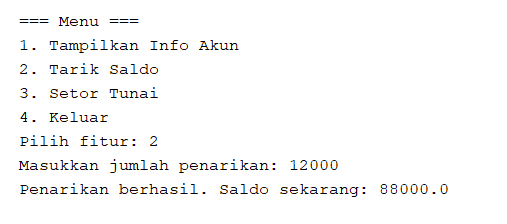 === Menu ===
1. Tampilkan Info Akun
2. Tarik Saldo
3. Setor Tunai
4. Keluar
Pilih fitur: 2
Masukkan jumlah penarikan: 12000
Penarikan berhasil. Saldo sekarang: 88000.0